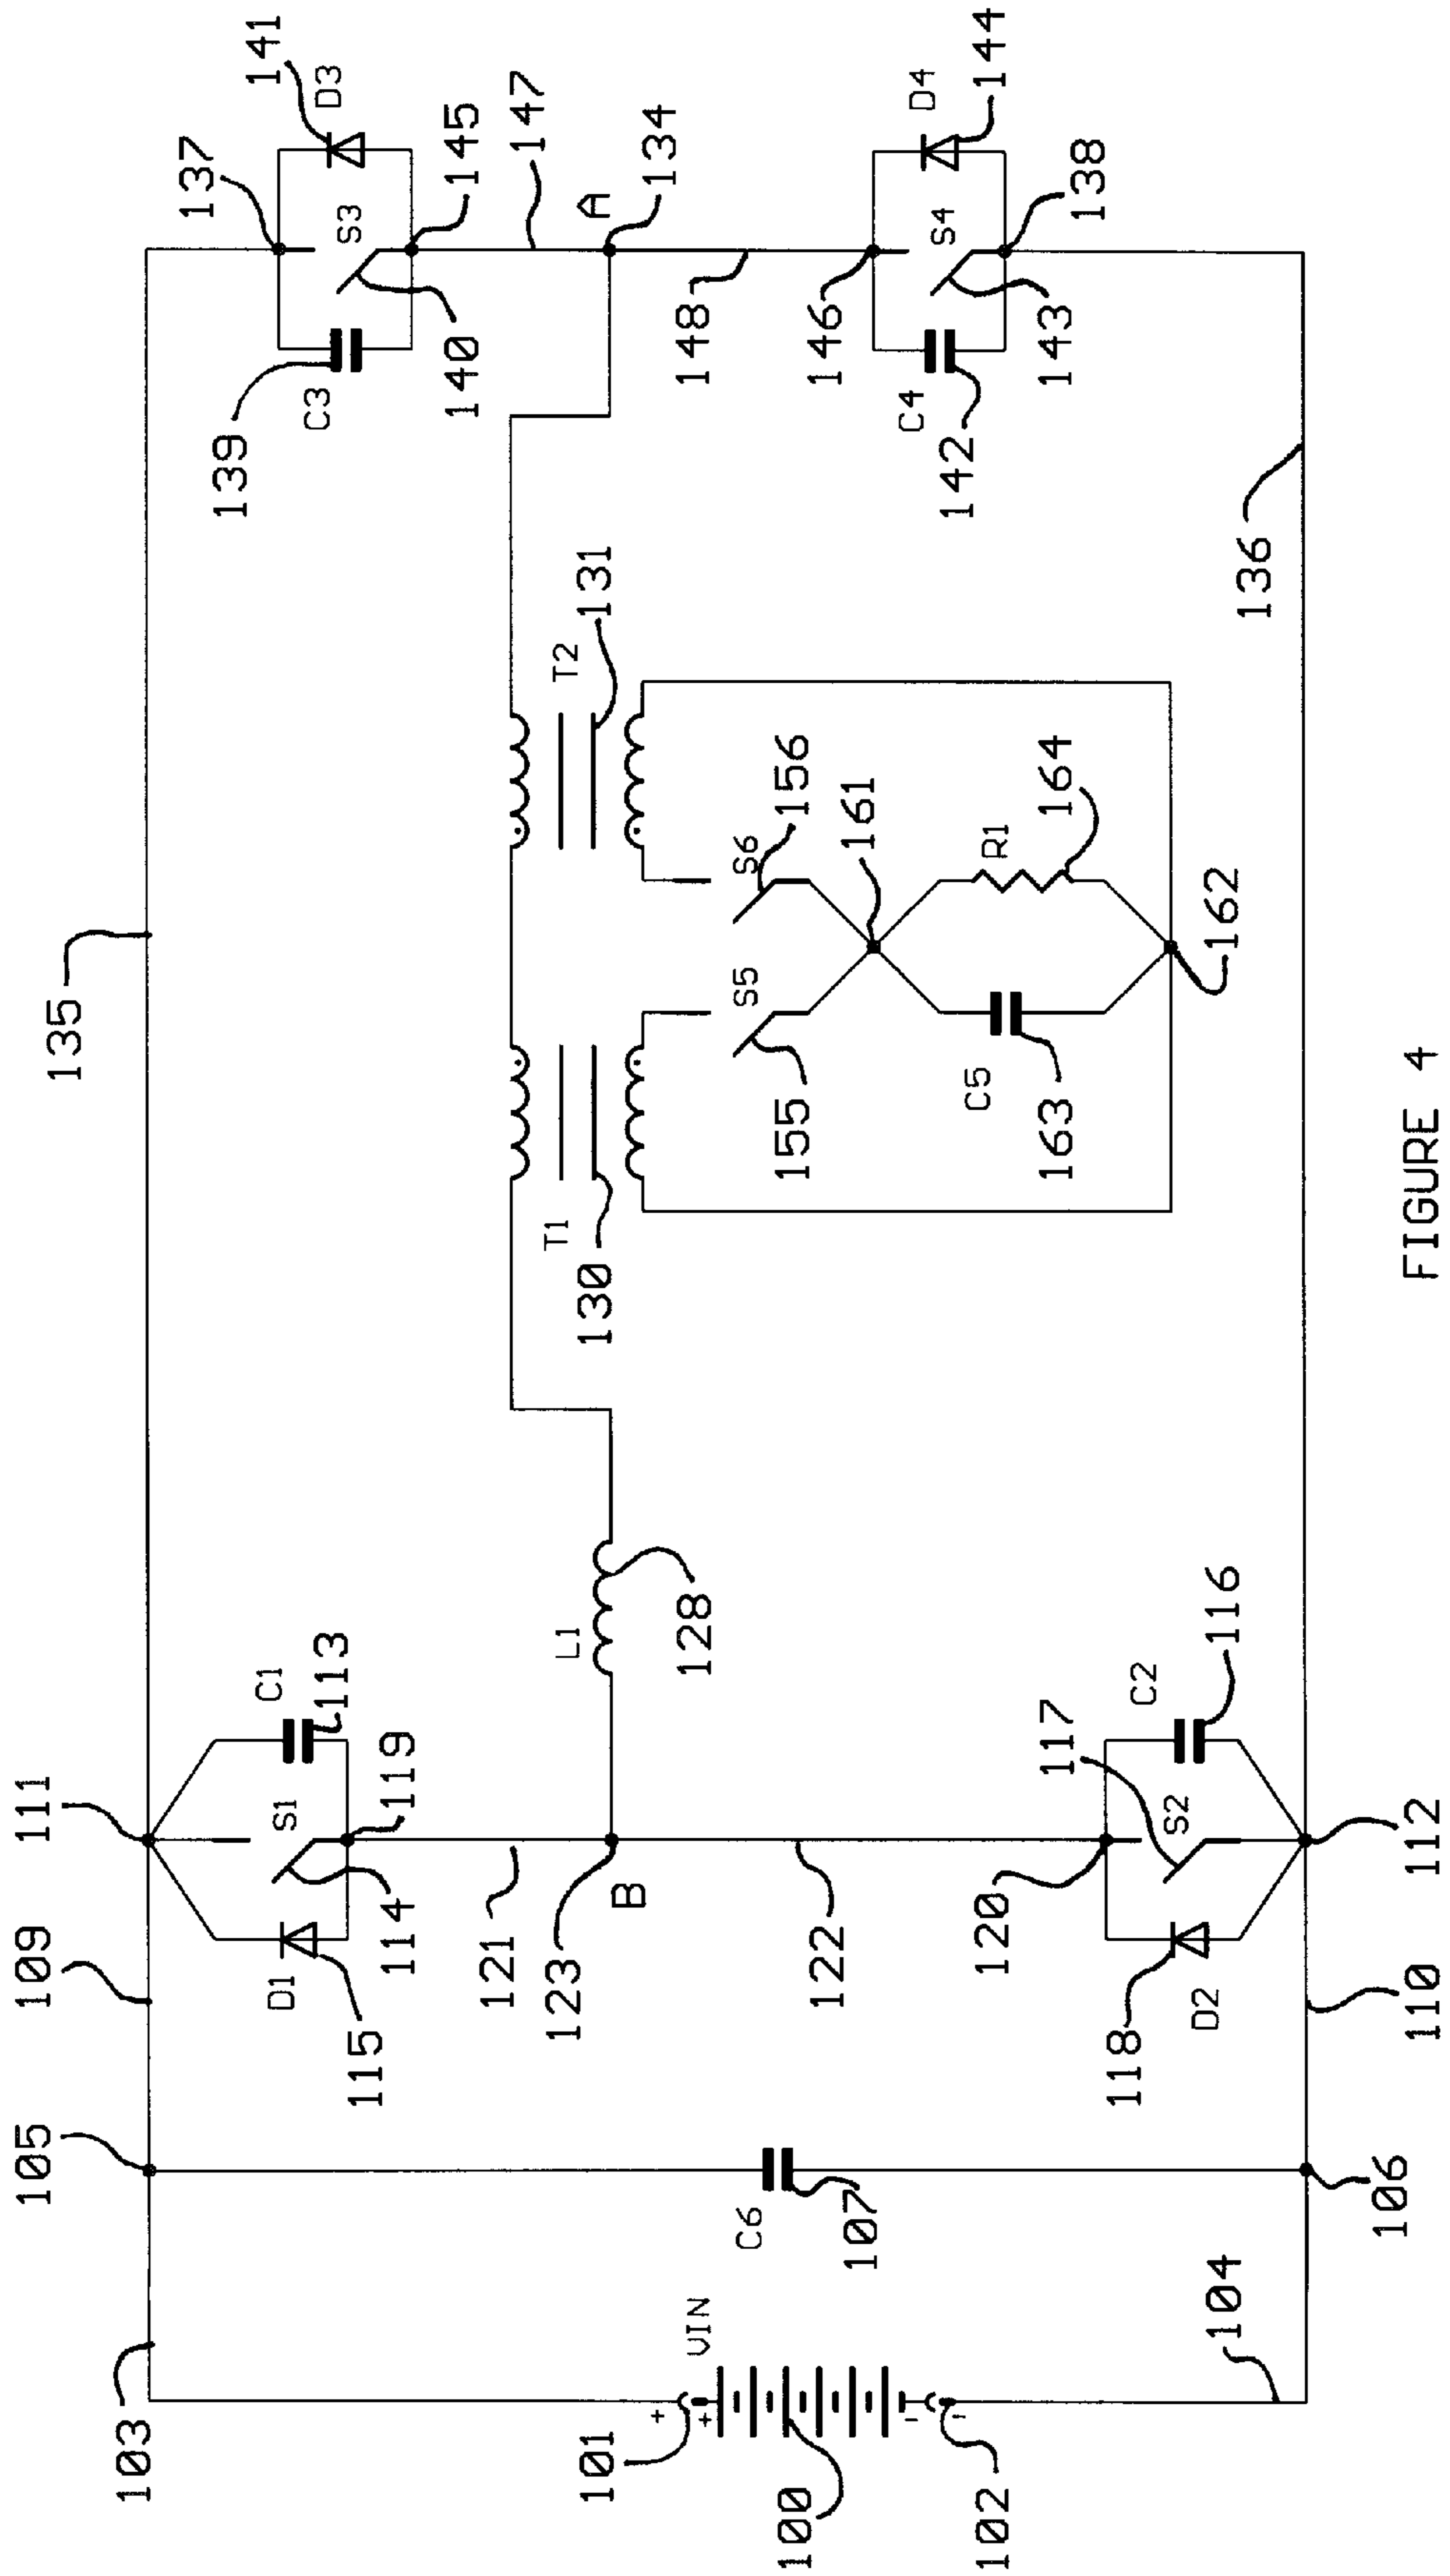 135
103
105
109
111
137
141
D3
S3
C3
139
140
145
147
A
134
148
C1
113
S1
119
D1
115
114
121
B
123
122
L1
128
T1
130
T2
131
S5
155
S6
156
161
C5
163
R1
164
162
VIN
+
+
-
-
101
100
102
104
C6
107
106
120
117
S2
C2
116
118
D2
110
112
146
C4
142
S4
143
D4
144
138
136
FIGURE 4